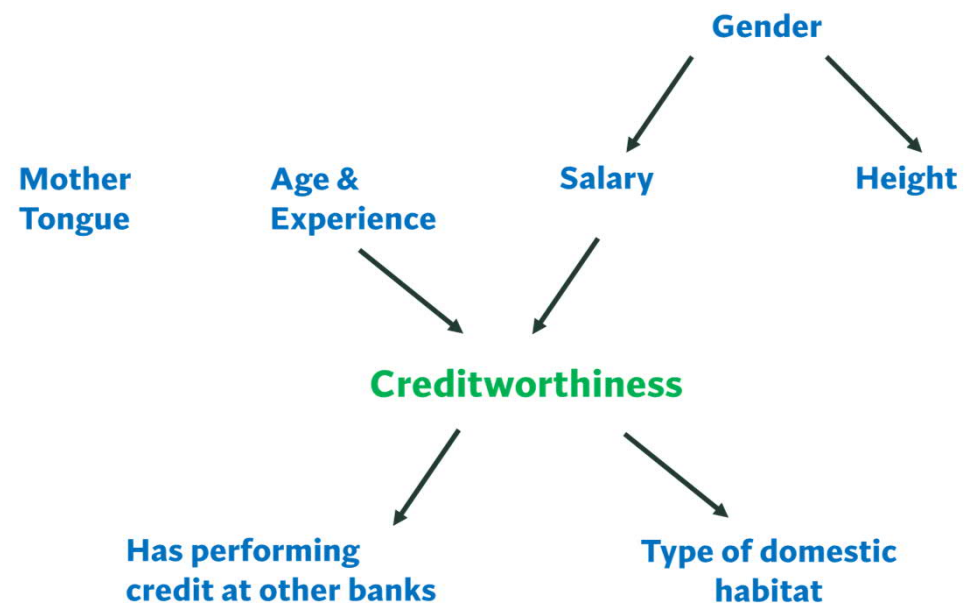 Gender
Mother
Tongue
Age &
Experience
Salary
Height
Creditworthiness
Has performing
credit at other banks
Type of domestic
habitat